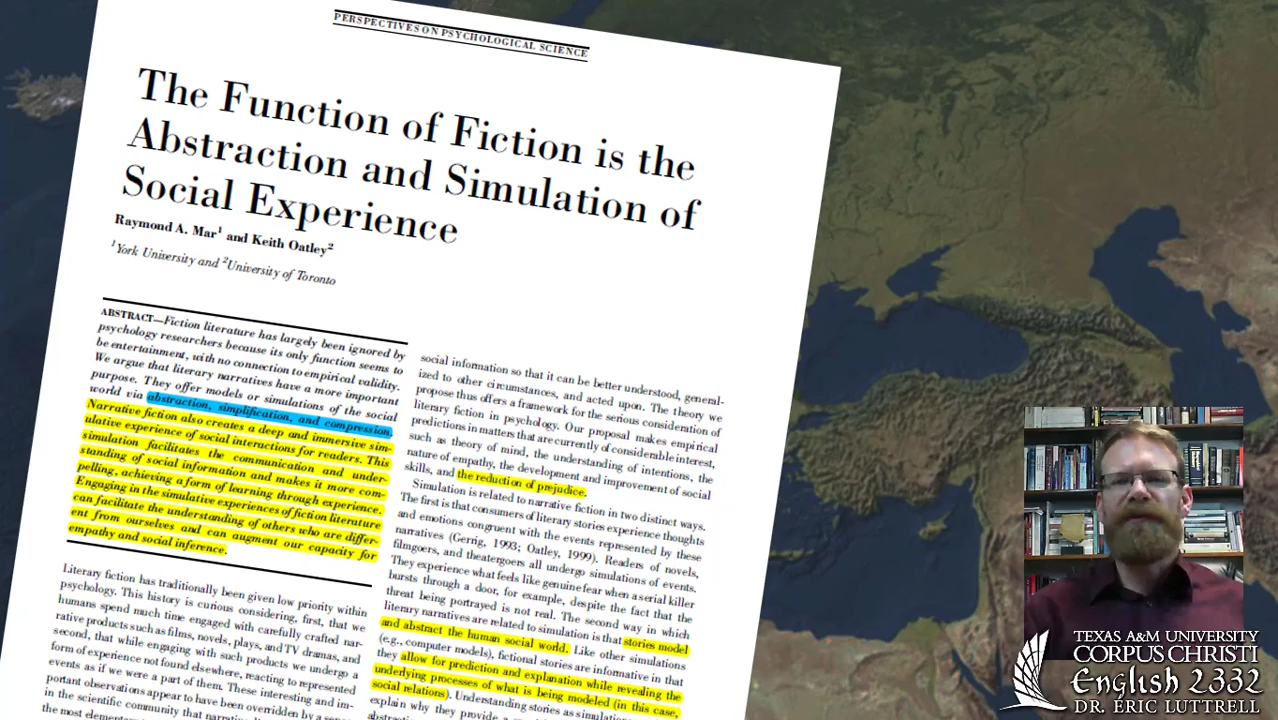 PERSPECTIVES ON PSYCHOLOGICAL SCIENCE
The Function of Fiction is the
Abstraction and Simulation of
Social Experience
Raymond A. Mar1 and Keith Oatley2
1York University and 2University of Toronto
ABSTRACT—Fiction literature has largely been ignored by
psychology researchers because its only function seems to
be entertainment, with no connection to empirical validity.
We argue that literary narratives have a more important
purpose. They offer models or simulations of the social
world via abstraction, simplification, and compression.
Narrative fiction also creates a deep and immersive sim-
ulative experience of social interactions for readers. This
simulation facilitates the communication and under-
standing of social information and makes it more com-
pelling, achieving a form of learning through experience.
Engaging in the simulative experiences of fiction literature
can facilitate the understanding of others who are differ-
ent from ourselves and can augment our capacity for
empathy and social inference.
Literary fiction has traditionally been given low priority within
psychology. This history is curious considering, first, that we
humans spend much time engaged with carefully crafted nar-
rative products such as films, novels, plays, and TV dramas, and
second, that while engaging with such products we undergo a
form of experience not found elsewhere, reacting to represented
events as if we were a part of them. These interesting and im-
portant observations appear to have been overridden by a sense
in the scientific community that
the most
social information so that it can be better understood, general-
ized to other circumstances, and acted upon. The theory we
propose thus offers a framework for the serious consideration of
literary fiction in psychology. Our proposal makes empirical
predictions in matters that are currently of considerable interest,
such as theory of mind, the understanding of intentions, the
nature of empathy, the development and improvement of social
skills, and the reduction of prejudice.
Simulation is related to narrative fiction in two distinct ways.
The first is that consumers of literary stories experience thoughts
and emotions congruent with the events represented by these
narratives (Gerrig, 1993; Oatley, 1999). Readers of novels,
filmgoers, and theatergoers all undergo simulations of events.
They experience what feels like genuine fear when a serial killer
bursts through a door, for example, despite the fact that the
threat being portrayed is not real. The second way in which
literary narratives are related to simulation is that stories model
and abstract the human social world. Like other simulations
(e.g., computer models), fictional stories are informative in that
they allow for prediction and explanation while revealing the
underlying processes of what is being modeled (in this case,
social relations). Understanding stories as
explain why they provide a
TEXAS A&M UNIVERSITY
CORPUS CHRISTI
English 2332
DR. ERIC LUTTRELL